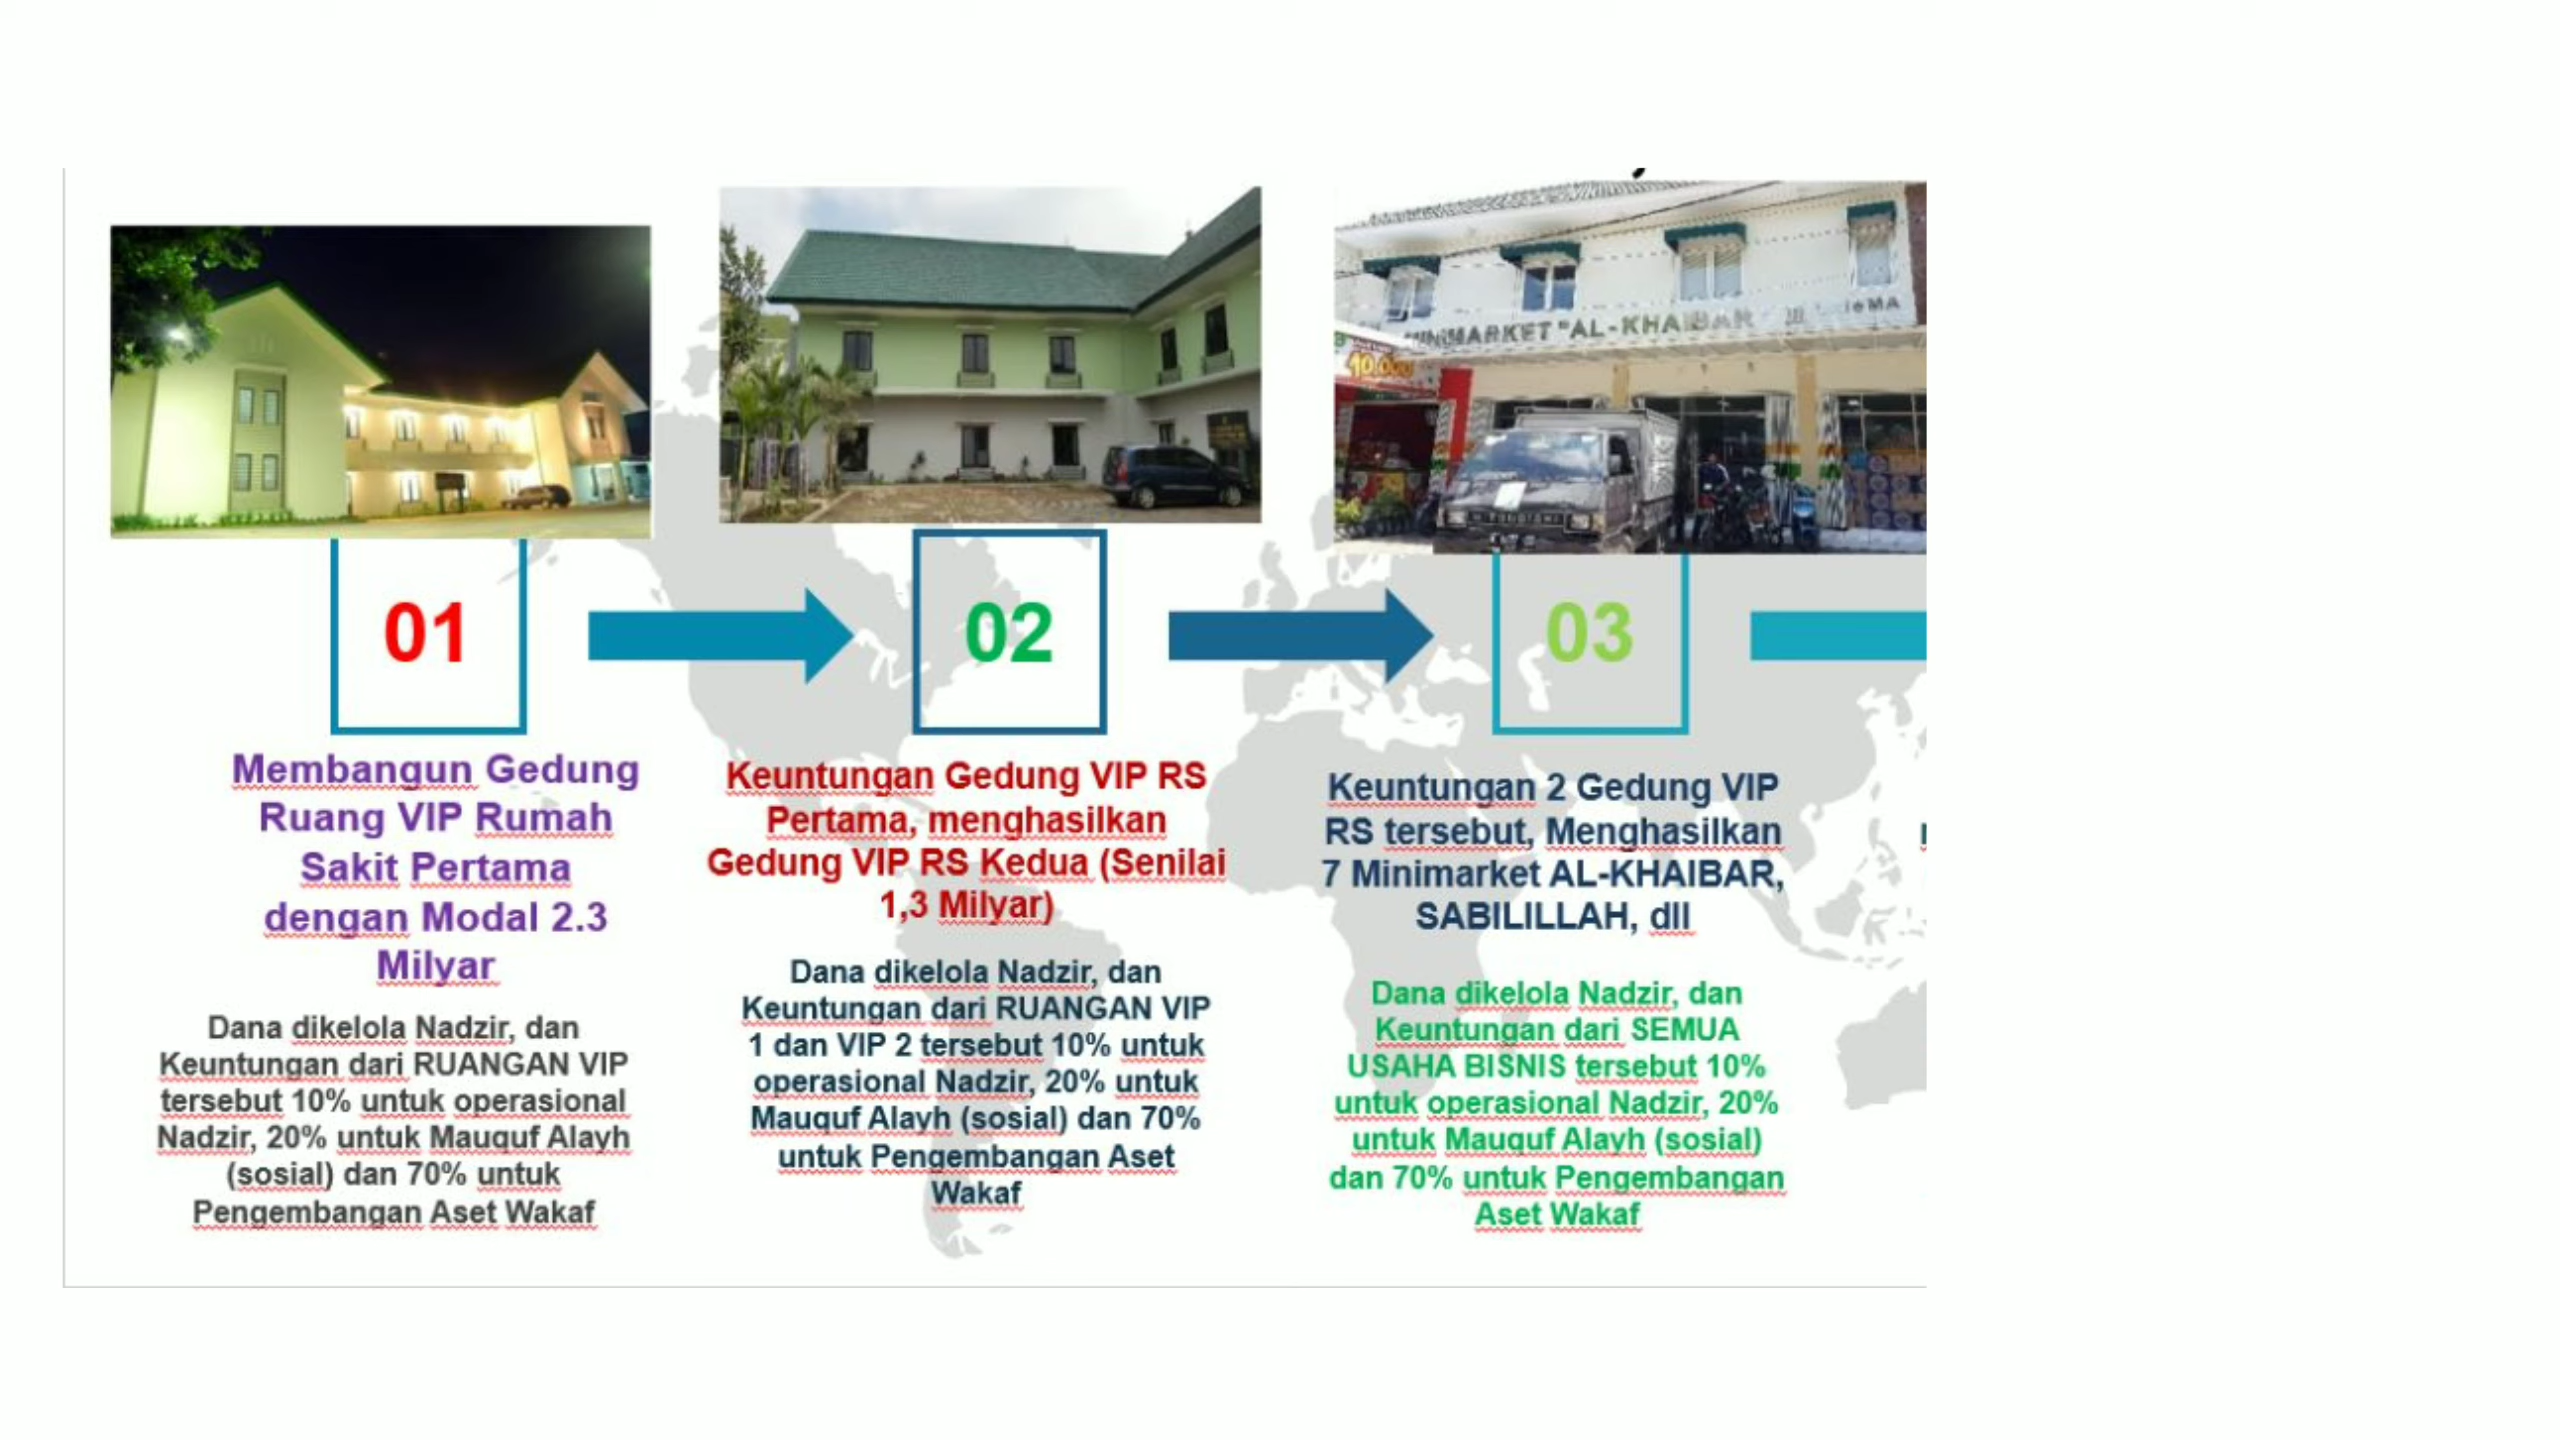 MINIMARKET "AL-KHAIBAR"
10.000
01
02
03
Membangun Gedung
Ruang VIP Rumah
Sakit Pertama
dengan Modal 2.3
Milyar
Dana dikelola Nadzir, dan
Keuntungan dari RUANGAN VIP
tersebut 10% untuk operasional
Nadzir, 20% untuk Mauquf Alayh
(sosial) dan 70% untuk
Pengembangan Aset Wakaf
Keuntungan Gedung VIP RS
Pertama, menghasilkan
Gedung VIP RS Kedua (Senilai
1,3 Milyar)
Dana dikelola Nadzir, dan
Keuntungan dari RUANGAN VIP
1 dan VIP 2 tersebut 10% untuk
operasional Nadzir, 20% untuk
Mauquf Alayh (sosial) dan 70%
untuk Pengembangan Aset
Wakaf
Keuntungan 2 Gedung VIP
RS tersebut, Menghasilkan
7 Minimarket AL-KHAIBAR,
SABILILLAH, dll
Dana dikelola Nadzir, dan
Keuntungan dari SEMUA
USAHA BISNIS tersebut 10%
untuk operasional Nadzir, 20%
untuk Mauquf Alayh (sosial)
dan 70% untuk Pengembangan
Aset Wakaf